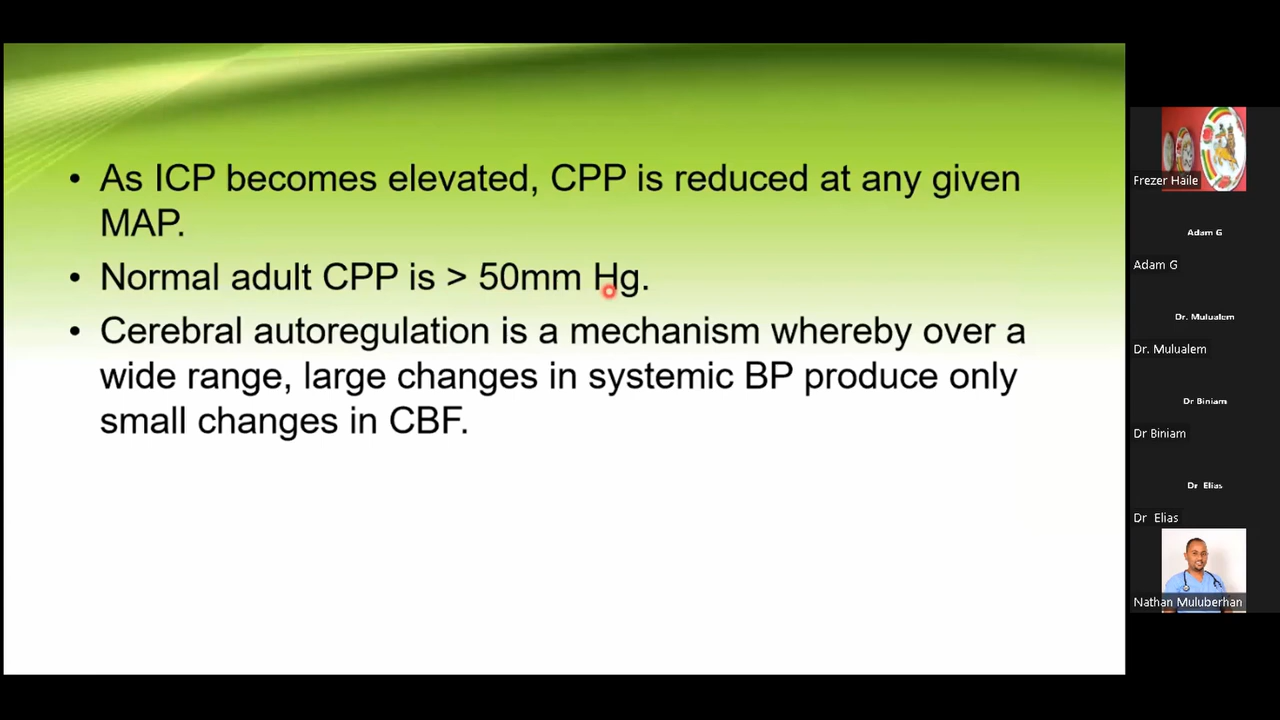 • As ICP becomes elevated, CPP is reduced at any given
MAP.
• Normal adult CPP is > 50mm Hg.
• Cerebral autoregulation is a mechanism whereby over a
wide range, large changes in systemic BP produce only
small changes in CBF.
Frezer Haile
Adam G
Adam G
Dr. Mulualem
Dr. Mulualem
Dr Biniam
Dr Biniam
Dr Elias
Dr Elias
Nathan Muluberhan